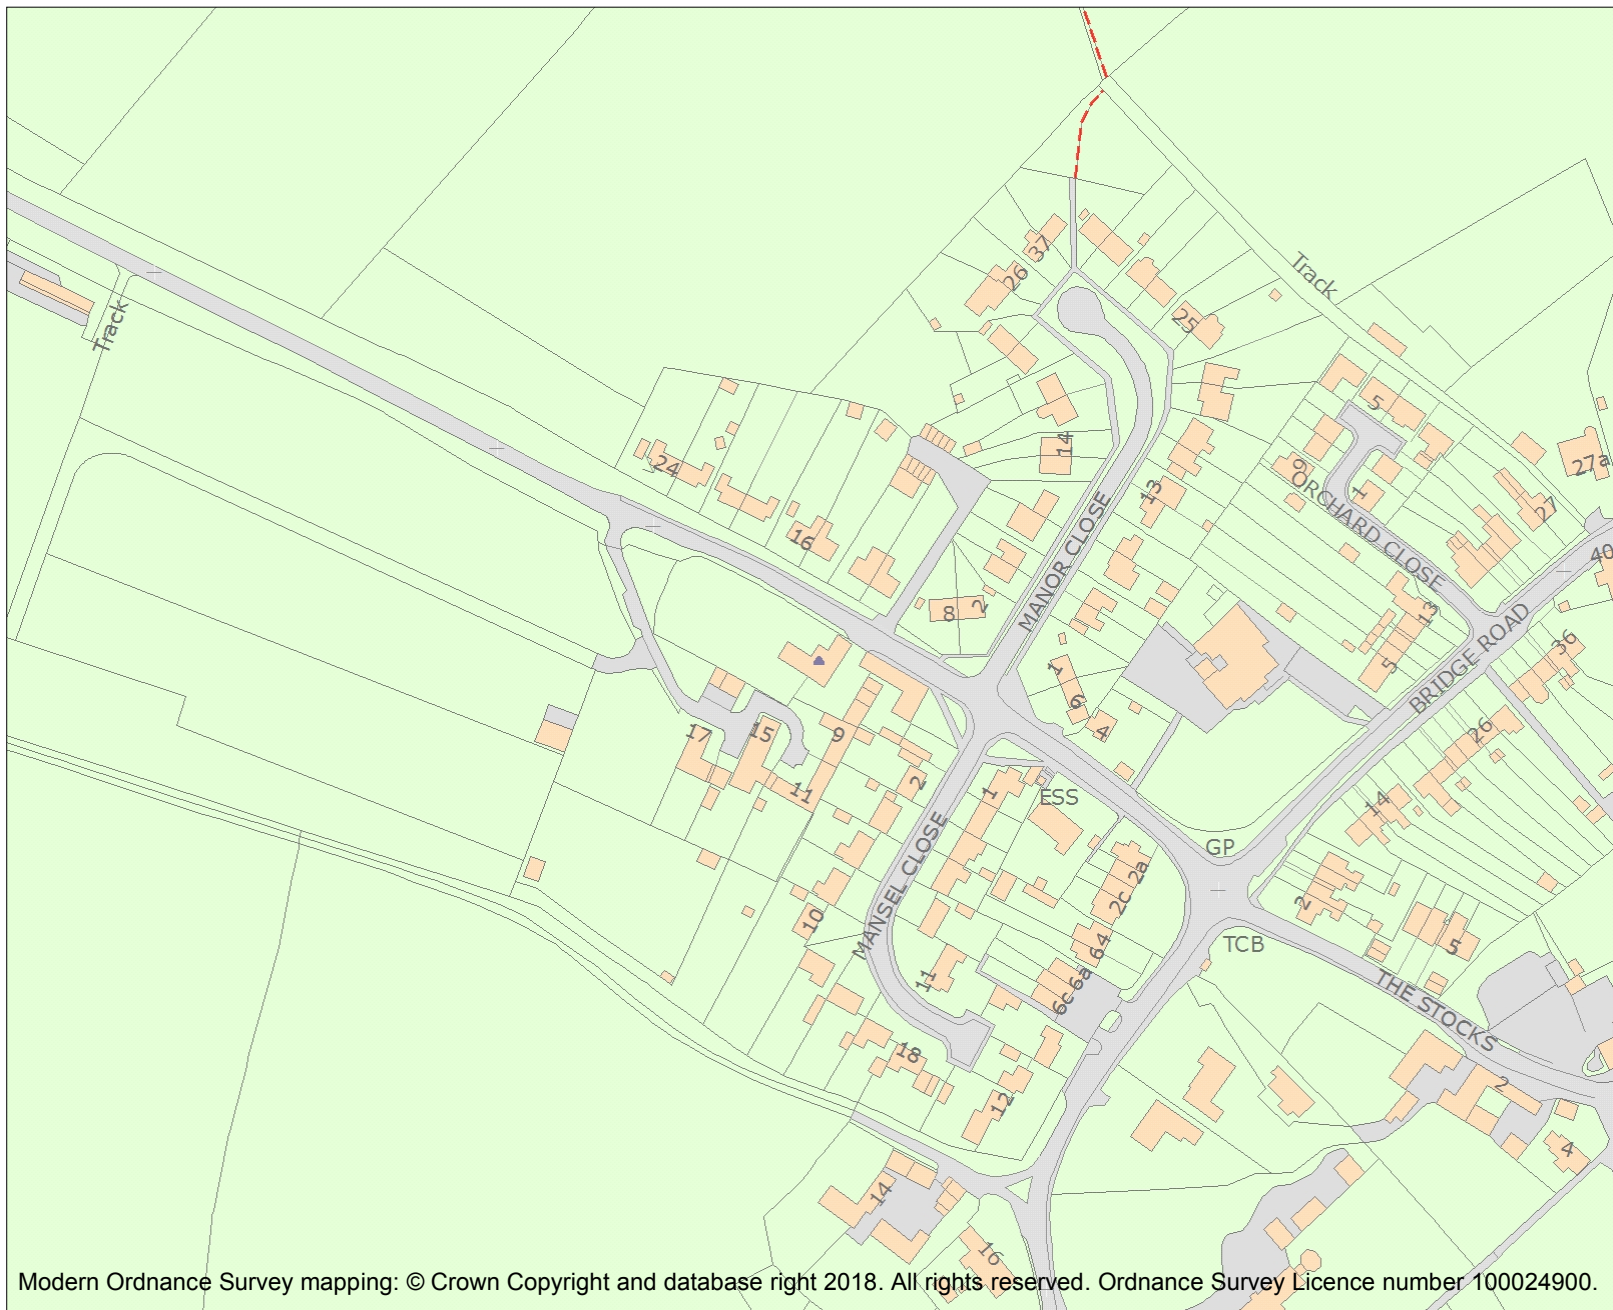 Track
Track
37
26
25
5
14
9
1
27a
24
13
ORCHARD CLOSE
27
16
MANOR CLOSE
40
8
2
13
1
5
BRIDGE ROAD
36
6
4
17
15
9
26
2
11
1
ESS
14
MANSEL CLOSE
GP
2a
2c
2
10
4
6
TCB
5
11
6a
6c
THE STOCKS
18
2
12
4
14
16
Modern Ordnance Survey mapping: © Crown Copyright and database right 2018. All rights reserved. Ordnance Survey Licence number 100024900.